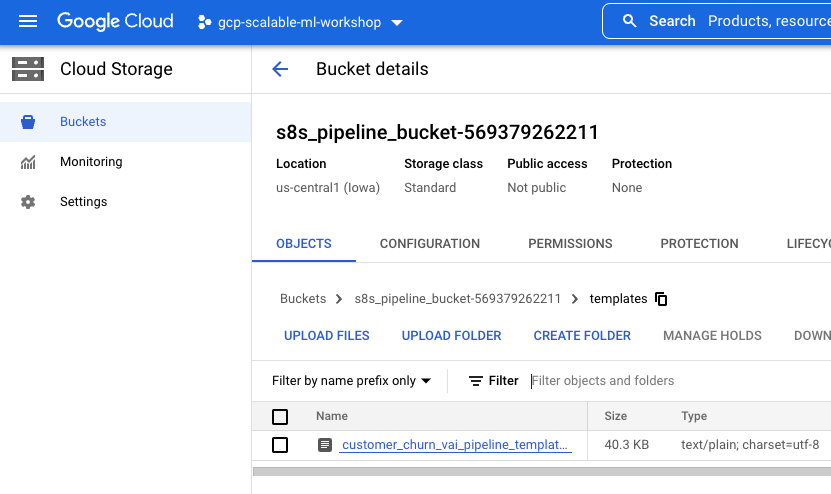 Google Cloud gcp-scalable-ml-workshop Search Products, resource
Cloud Storage Bucket details
Buckets
Monitoring
Settings
s8s_pipeline_bucket-569379262211
Location Storage class Public access Protection
us-central1 (Iowa) Standard Not public None
OBJECTS CONFIGURATION PERMISSIONS PROTECTION LIFECY
Buckets > s8s_pipeline_bucket-569379262211 > templates
UPLOAD FILES UPLOAD FOLDER CREATE FOLDER MANAGE HOLDS DOWN
Filter by name prefix only Filter Filter objects and folders
Name Size Type
customer_churn_vai_pipeline_templat... 40.3 KB text/plain; charset=utf-8